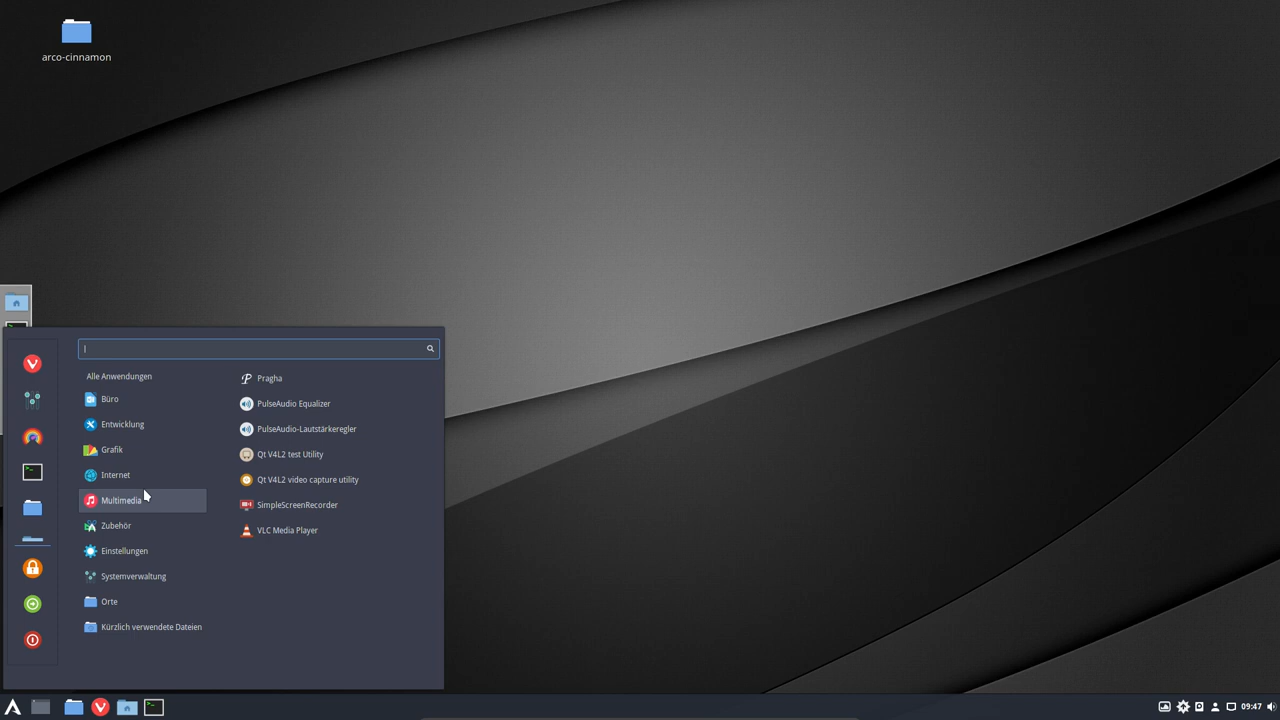 arco-cinnamon
Alle Anwendungen
Büro
Entwicklung
Grafik
Internet
Multimedia
Zubehör
Einstellungen
Systemverwaltung
Orte
Kürzlich verwendete Dateien
Pragha
PulseAudio Equalizer
PulseAudio-Lautstärkeregler
Qt V4L2 test Utility
Qt V4L2 video capture utility
SimpleScreenRecorder
VLC Media Player
09:47